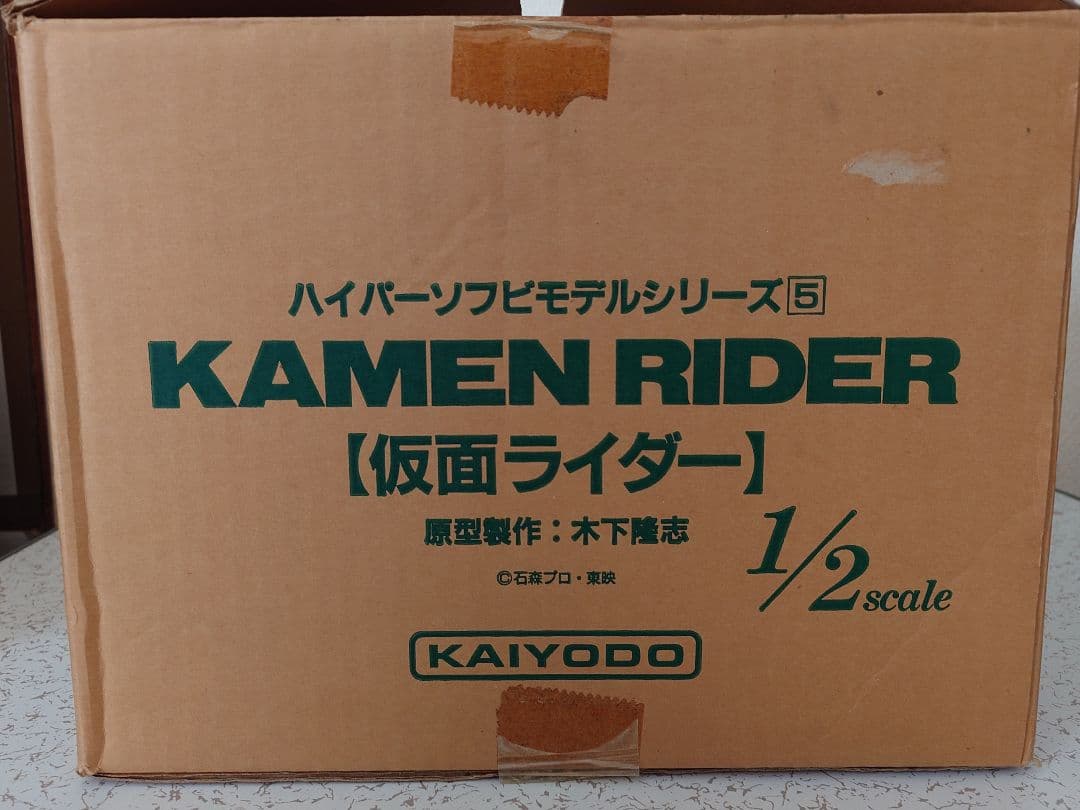 ハイパーソフビモデルシリーズ5
KAMEN RIDER
【仮面ライダー】
原型製作：木下隆志
©石森プロ・東映
1/2 scale
KAIYODO